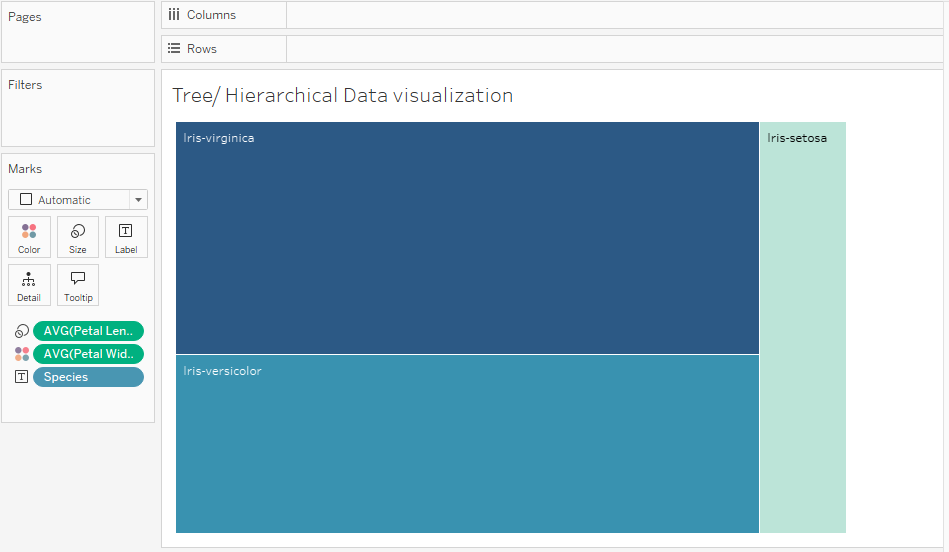 Pages
Columns
Rows
Filters
Tree/ Hierarchical Data visualization
Iris-virginica
Iris-setosa
Marks
Automatic
Color
Size
T
Label
Detail
Tooltip
AVG(Petal Len..
AVG(Petal Wid..
T
Species
Iris-versicolor